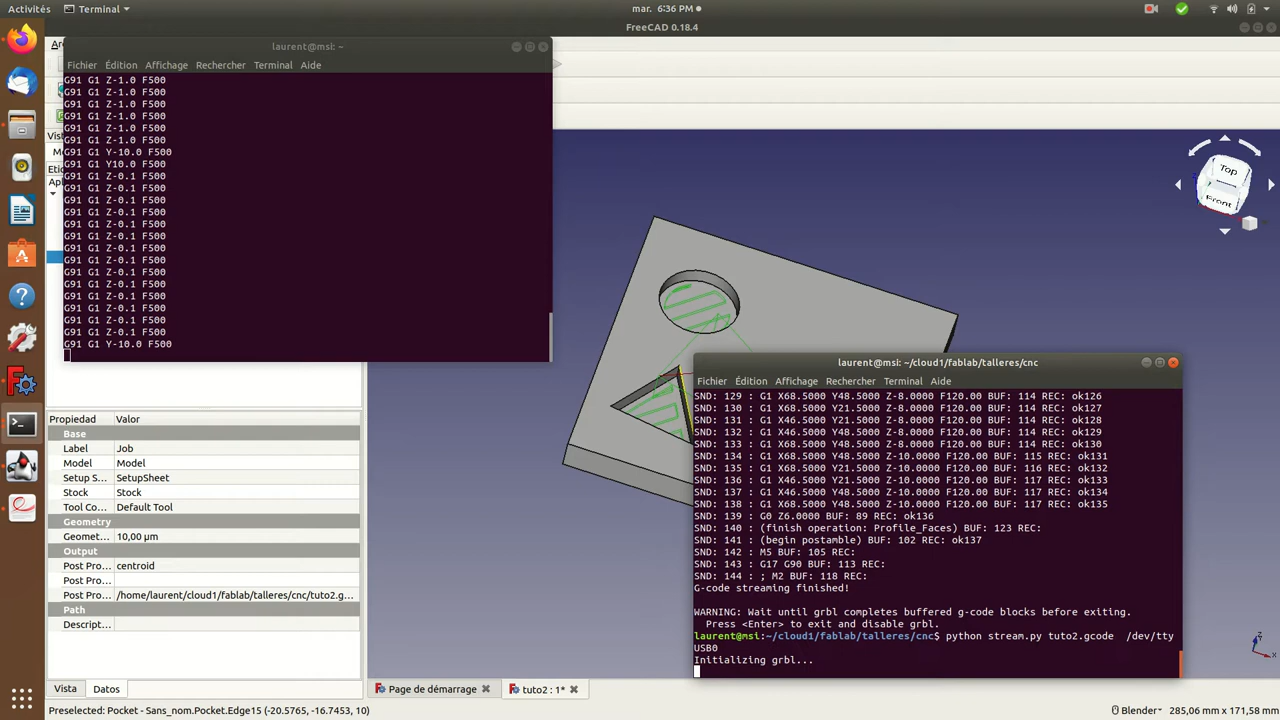 Activités
Terminal
mar. 6:36 PM
FreeCAD 0.18.4
laurent@msi: ~
Fichier Édition Affichage Rechercher Terminal Aide
G91 G1 Z-1.0 F500
G91 G1 Z-1.0 F500
G91 G1 Z-1.0 F500
G91 G1 Z-1.0 F500
G91 G1 Z-1.0 F500
G91 G1 Z-1.0 F500
G91 G1 Y-10.0 F500
G91 G1 Y10.0 F500
G91 G1 Z-0.1 F500
G91 G1 Z-0.1 F500
G91 G1 Z-0.1 F500
G91 G1 Z-0.1 F500
G91 G1 Z-0.1 F500
G91 G1 Z-0.1 F500
G91 G1 Z-0.1 F500
G91 G1 Z-0.1 F500
G91 G1 Z-0.1 F500
G91 G1 Z-0.1 F500
G91 G1 Z-0.1 F500
G91 G1 Z-0.1 F500
G91 G1 Z-0.1 F500
G91 G1 Z-0.1 F500
G91 G1 Y-10.0 F500
Top
Front
laurent@msi: ~/cloud1/fablab/talleres/cnc
Fichier Édition Affichage Rechercher Terminal Aide
SND: 129 : G1 X68.5000 Y48.5000 Z-8.0000 F120.00 BUF: 114 REC: ok126
SND: 130 : G1 X68.5000 Y21.5000 Z-8.0000 F120.00 BUF: 114 REC: ok127
SND: 131 : G1 X46.5000 Y21.5000 Z-8.0000 F120.00 BUF: 114 REC: ok128
SND: 132 : G1 X46.5000 Y48.5000 Z-8.0000 F120.00 BUF: 114 REC: ok129
SND: 133 : G1 X68.5000 Y48.5000 Z-8.0000 F120.00 BUF: 114 REC: ok130
SND: 134 : G1 X68.5000 Y48.5000 Z-10.0000 F120.00 BUF: 115 REC: ok131
SND: 135 : G1 X68.5000 Y21.5000 Z-10.0000 F120.00 BUF: 116 REC: ok132
SND: 136 : G1 X46.5000 Y21.5000 Z-10.0000 F120.00 BUF: 117 REC: ok133
SND: 137 : G1 X46.5000 Y48.5000 Z-10.0000 F120.00 BUF: 117 REC: ok134
SND: 138 : G1 X68.5000 Y48.5000 Z-10.0000 F120.00 BUF: 117 REC: ok135
SND: 139 : G0 Z6.0000 BUF: 89 REC: ok136
SND: 140 : (finish operation: Profile_Faces) BUF: 123 REC:
SND: 141 : (begin postamble) BUF: 102 REC: ok137
SND: 142 : M5 BUF: 105 REC:
SND: 143 : G17 G90 BUF: 113 REC:
SND: 144 : ; M2 BUF: 118 REC:
G-code streaming finished!
WARNING: Wait until grbl completes buffered g-code blocks before exiting.
Press <Enter> to exit and disable grbl.
laurent@msi:~/cloud1/fablab/talleres/cnc$ python stream.py tuto2.gcode /dev/tty
USB0
Initializing grbl...
Propiedad Valor
Base
Label Job
Model Model
Setup S... SetupSheet
Stock Stock
Tool Co... Default Tool
Geometry
Geomet... 10,00 µm
Output
Post Pro... centroid
Post Pro...
Post Pro... /home/laurent/cloud1/fablab/talleres/cnc/tuto2.g...
Path
Descript...
Vista Datos
Page de démarrage
tuto2 : 1*
Preselected: Pocket - Sans_nom.Pocket.Edge15 (-20.5765, -16.7453, 10)
Blender
285,06 mm x 171,58 mm